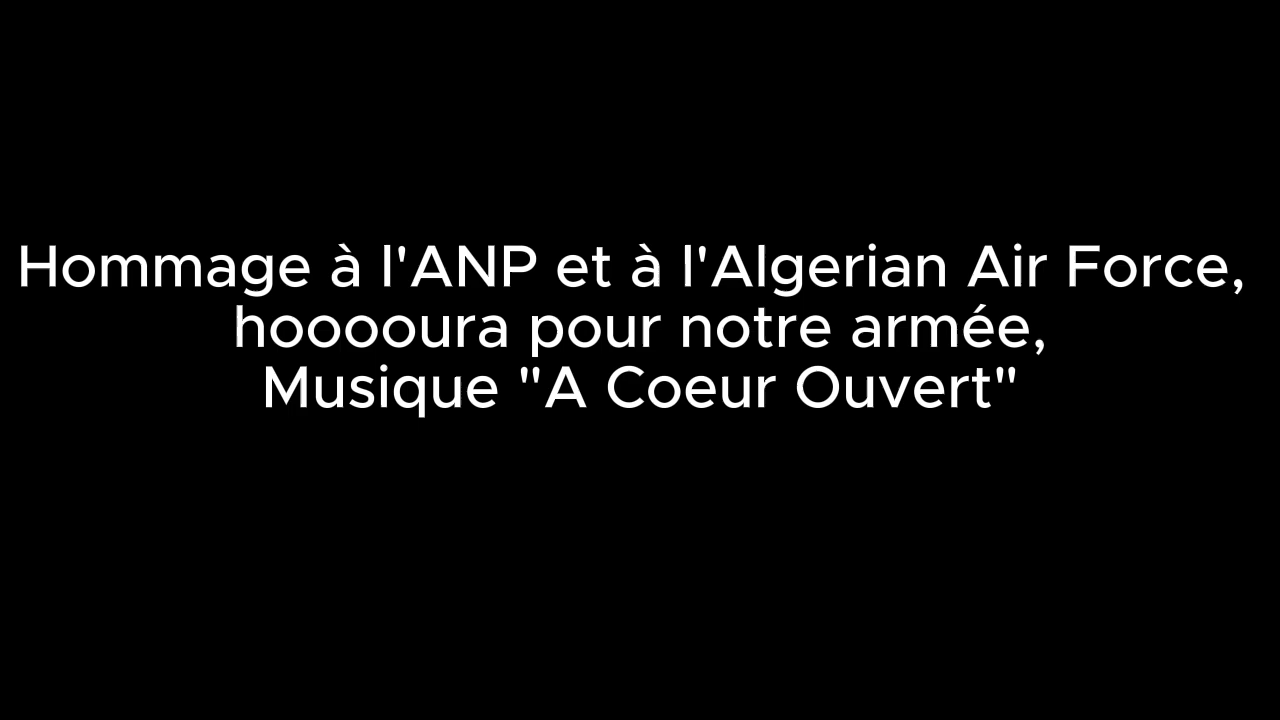 Hommage à l'ANP et à l'Algerian Air Force,
hooooura pour notre armée,
Musique "A Coeur Ouvert"